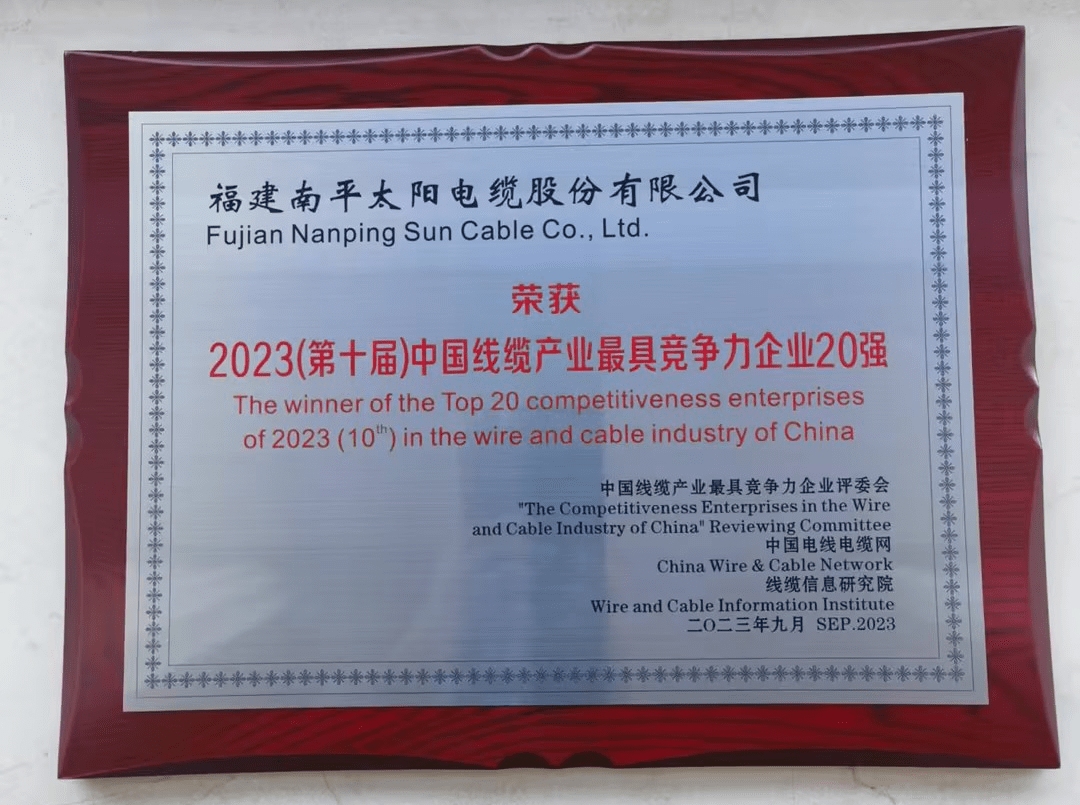 福建南平太阳电缆股份有限公司
Fujian Nanping Sun Cable Co., Ltd.
荣获
2023(第十届)中国线缆产业最具竞争力企业20强
The winner of the Top 20 competitiveness enterprises
of 2023 (10th) in the wire and cable industry of China
中国线缆产业最具竞争力企业评委会
"The Competitiveness Enterprises in the Wire
and Cable Industry of China" Reviewing Committee
中国电线电缆网
China Wire & Cable Network
线缆信息研究院
Wire and Cable Information Institute
二〇二三年九月 SEP.2023